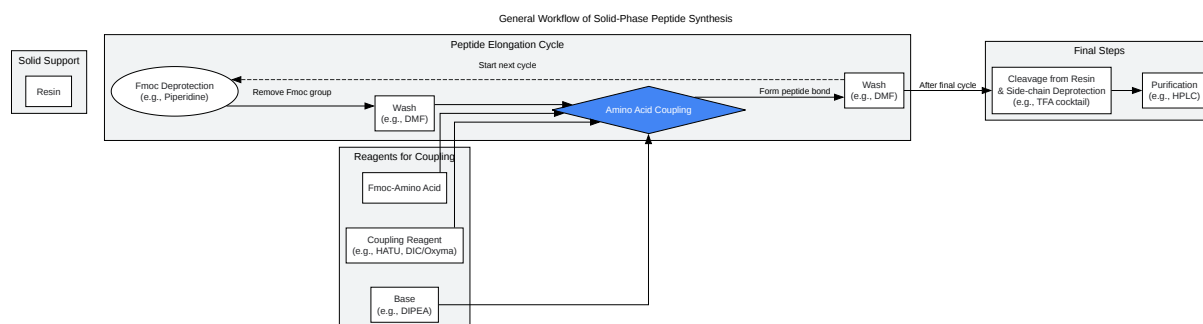 General Workflow of Solid-Phase Peptide Synthesis
Solid Support
Resin
Peptide Elongation Cycle
Start next cycle
Fmoc Deprotection
(e.g., Piperidine)
Remove Fmoc group
Wash
(e.g., DMF)
Amino Acid Coupling
Form peptide bond
Wash
(e.g., DMF)
After final cycle
Final Steps
Cleavage from Resin
& Side-chain Deprotection
(e.g., TFA cocktail)
Purification
(e.g., HPLC)
Reagents for Coupling
Fmoc-Amino Acid
Coupling Reagent
(e.g., HATU, DIC/Oxyma)
Base
(e.g., DIPEA)